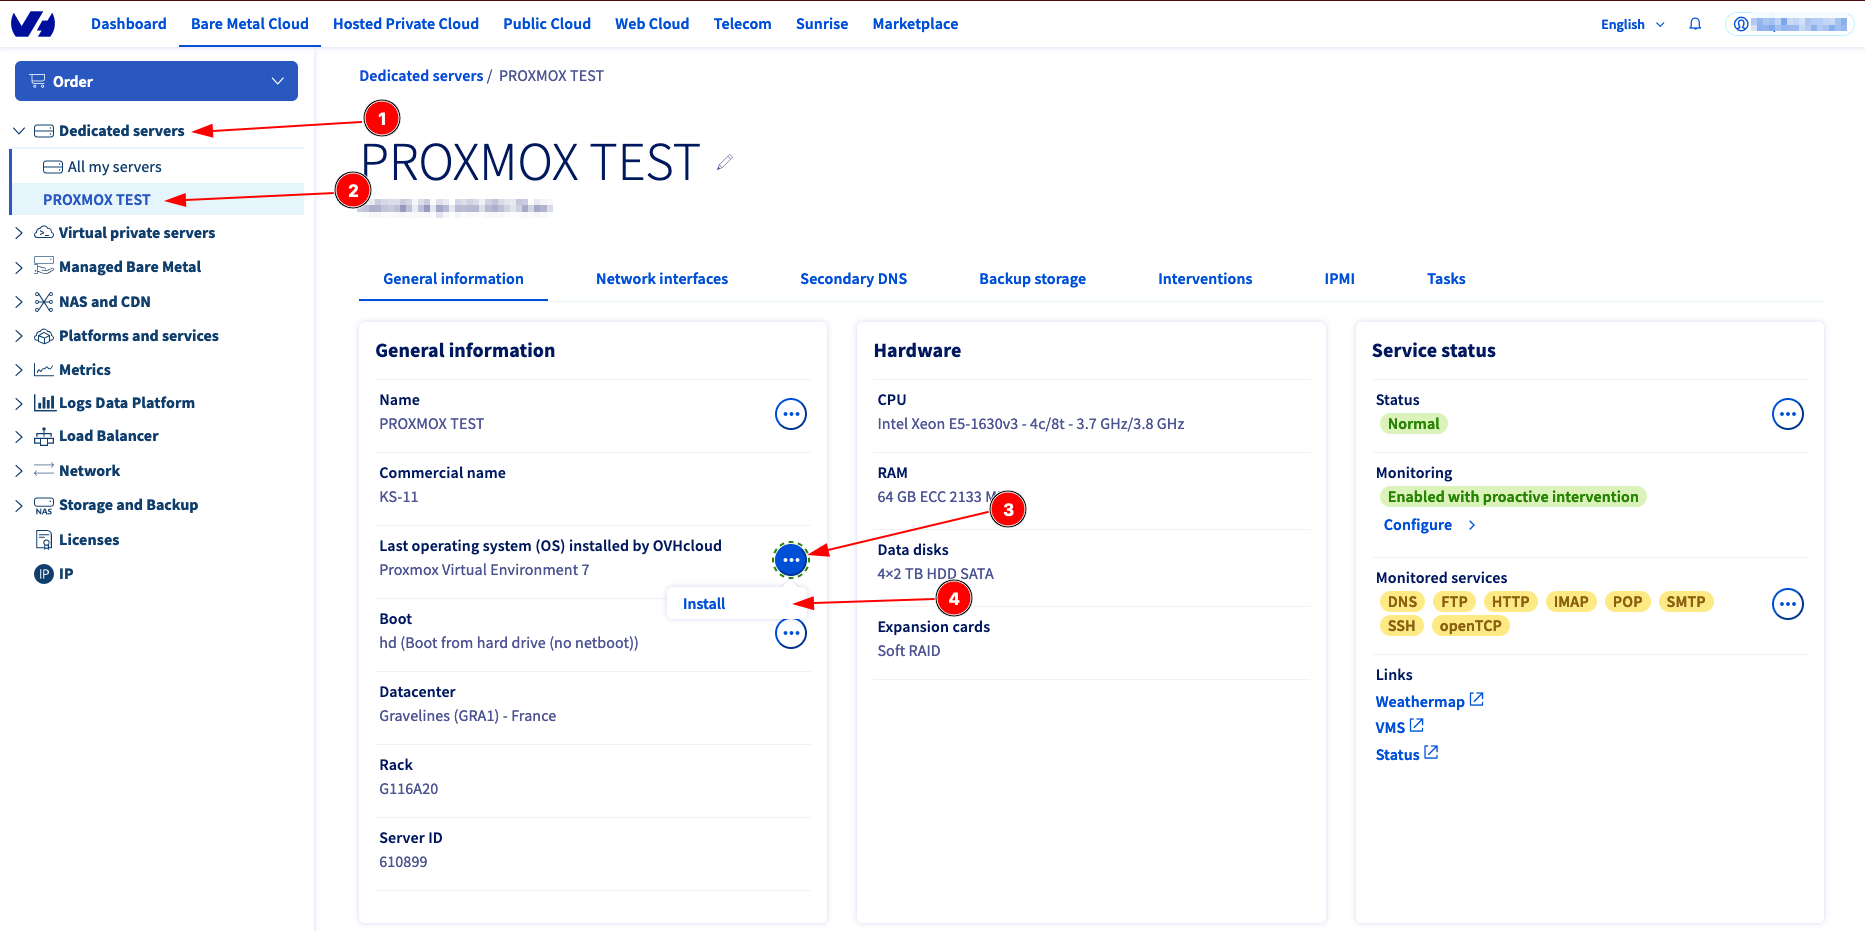 Dashboard Bare Metal Cloud Hosted Private Cloud Public Cloud Web Cloud Telecom Sunrise Marketplace English
Order
Dedicated servers
All my servers
PROXMOX TEST
Virtual private servers
Managed Bare Metal
NAS and CDN
Platforms and services
Metrics
Logs Data Platform
Load Balancer
Network
NAS Storage and Backup
Licenses
IP IP
Dedicated servers / PROXMOX TEST
1
PROXMOX TEST
2
General information Network interfaces Secondary DNS Backup storage Interventions IPMI Tasks
General information
Name
PROXMOX TEST
Commercial name
KS-11
Last operating system (OS) installed by OVHcloud
Proxmox Virtual Environment 7
Install
Boot
hd (Boot from hard drive (no netboot))
Datacenter
Gravelines (GRA1) - France
Rack
G116A20
Server ID
610899
Hardware
CPU
Intel Xeon E5-1630v3 - 4c/8t - 3.7 GHz/3.8 GHz
RAM
64 GB ECC 2133
3
Data disks
4×2 TB HDD SATA
4
Expansion cards
Soft RAID
Service status
Status
Normal
Monitoring
Enabled with proactive intervention
Configure
Monitored services
DNS FTP HTTP IMAP POP SMTP
SSH openTCP
Links
Weathermap
VMS
Status